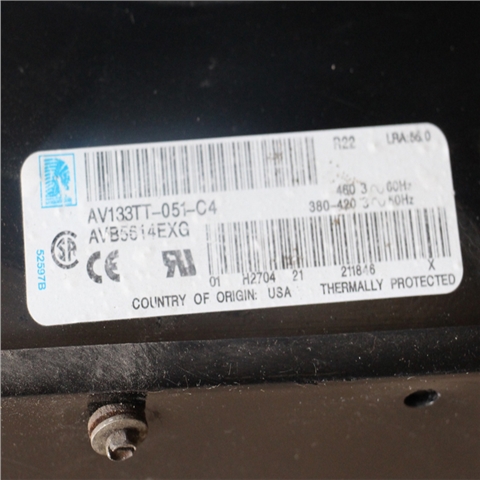 R22 LRA 56.0
AV133TT-051-C4 460 3~60Hz
AVB5514EXG 380-420 3~50Hz
01 H2704 21 211846 X
COUNTRY OF ORIGIN: USA THERMALLY PROTECTED
52597B